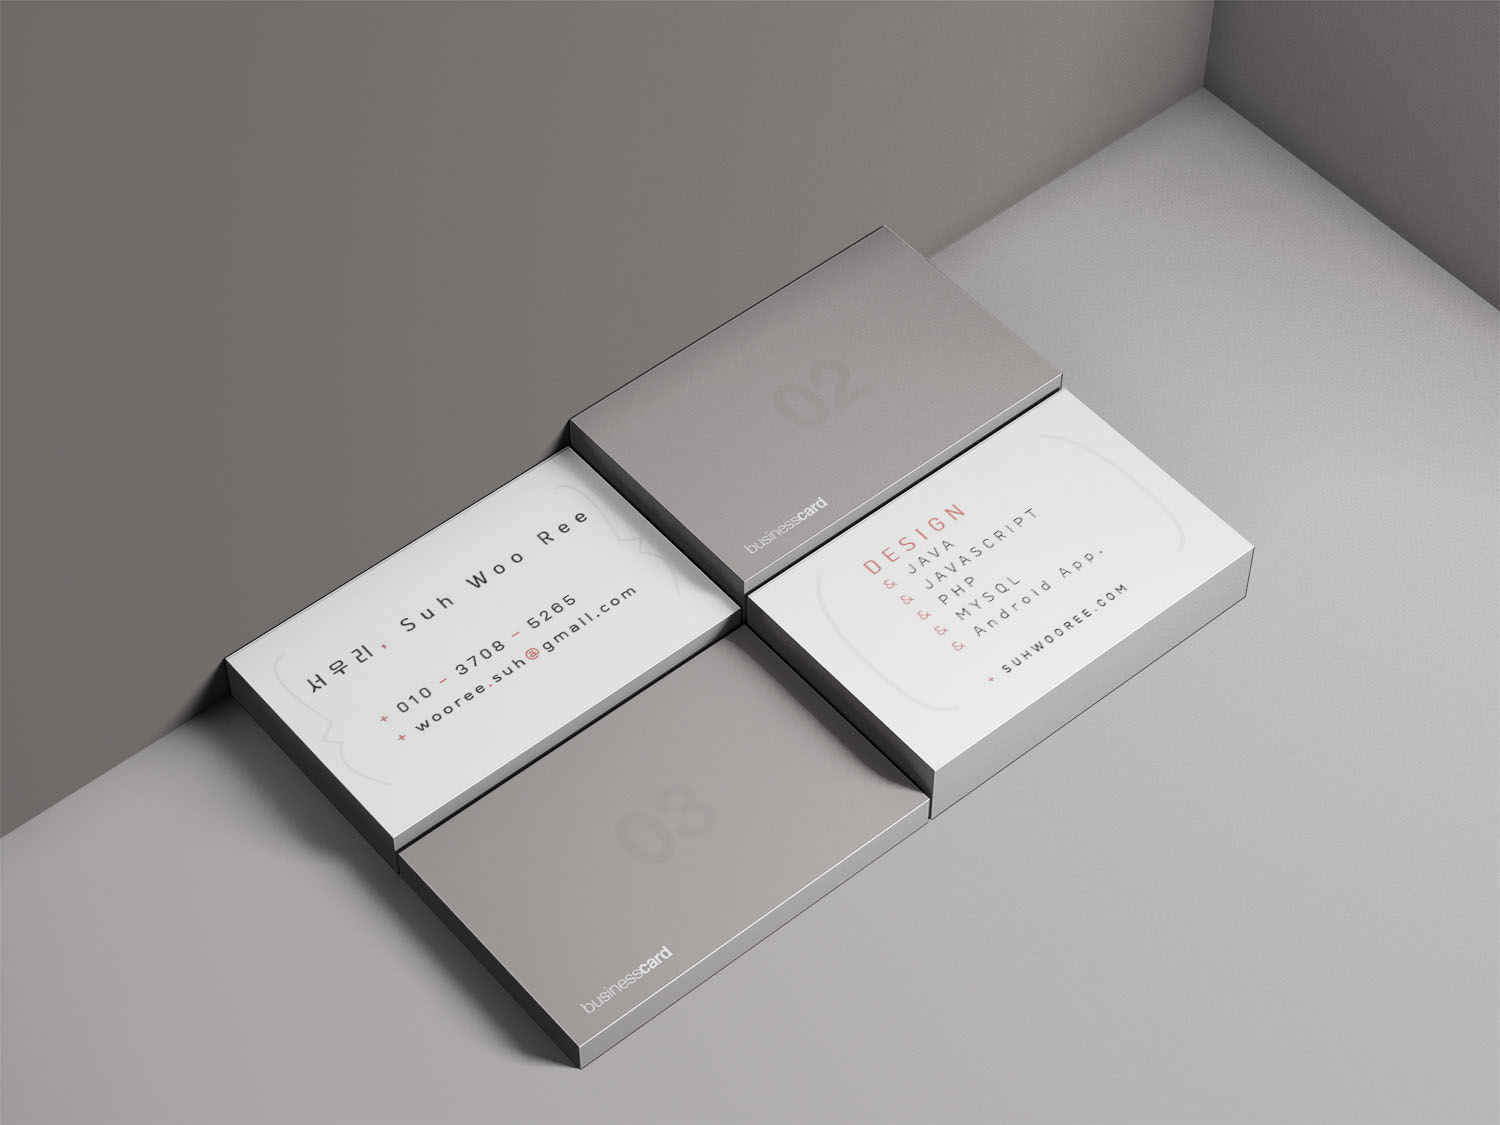 02
businesscard
서우리, Suh Woo Ree
+ 010 - 3708 - 5265
+ wooree.suh@gmail.com
DESIGN
& JAVA
& JAVASCRIPT
& PHP
& MYSQL
& Android App.
+ SUHWOOREE.COM
03
businesscard